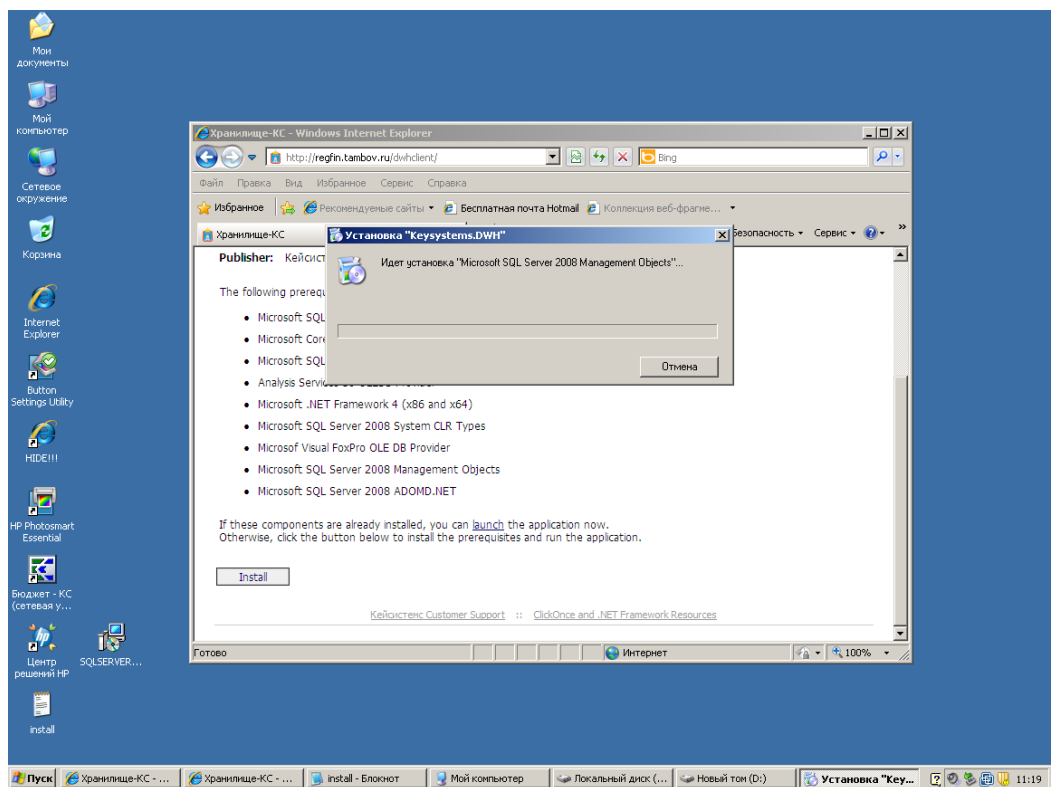 Мои
документы
Мой
компьютер
Сетевое
окружение
Корзина
Internet
Explorer
Button
Settings Utility
HIDE!!!
HP Photosmart
Essential
Бюджет - КС
(сетевая у...
Центр
решений HP
SQLSERVER...
install
Хранилище-КС - Windows Internet Explorer
http://regfin.tambov.ru/dwhclient/
Bing
Файл Правка Вид Избранное Сервис Справка
Избранное Рекомендуемые сайты Бесплатная почта Hotmail Коллекция веб-фрагме...
Хранилище-КС
Безопасность Сервис »
Установка "Keysystems.DWH"
Идет установка "Microsoft SQL Server 2008 Management Objects"...
Отмена
Publisher: Кейсист
The following prerequ
• Microsoft SQL
• Microsoft Core
• Microsoft SQL
• Analysis Servic
• Microsoft .NET Framework 4 (x86 and x64)
• Microsoft SQL Server 2008 System CLR Types
• Microsof Visual FoxPro OLE DB Provider
• Microsoft SQL Server 2008 Management Objects
• Microsoft SQL Server 2008 ADOMD.NET
If these components are already installed, you can launch the application now.
Otherwise, click the button below to install the prerequisites and run the application.
Install
Кейсистенс Customer Support :: ClickOnce and .NET Framework Resources
Готово Интернет 100%
Пуск Хранилище-КС - ... Хранилище-КС - ... install - Блокнот Мой компьютер Локальный диск (... Новый том (D:) Установка "Key... 11:19